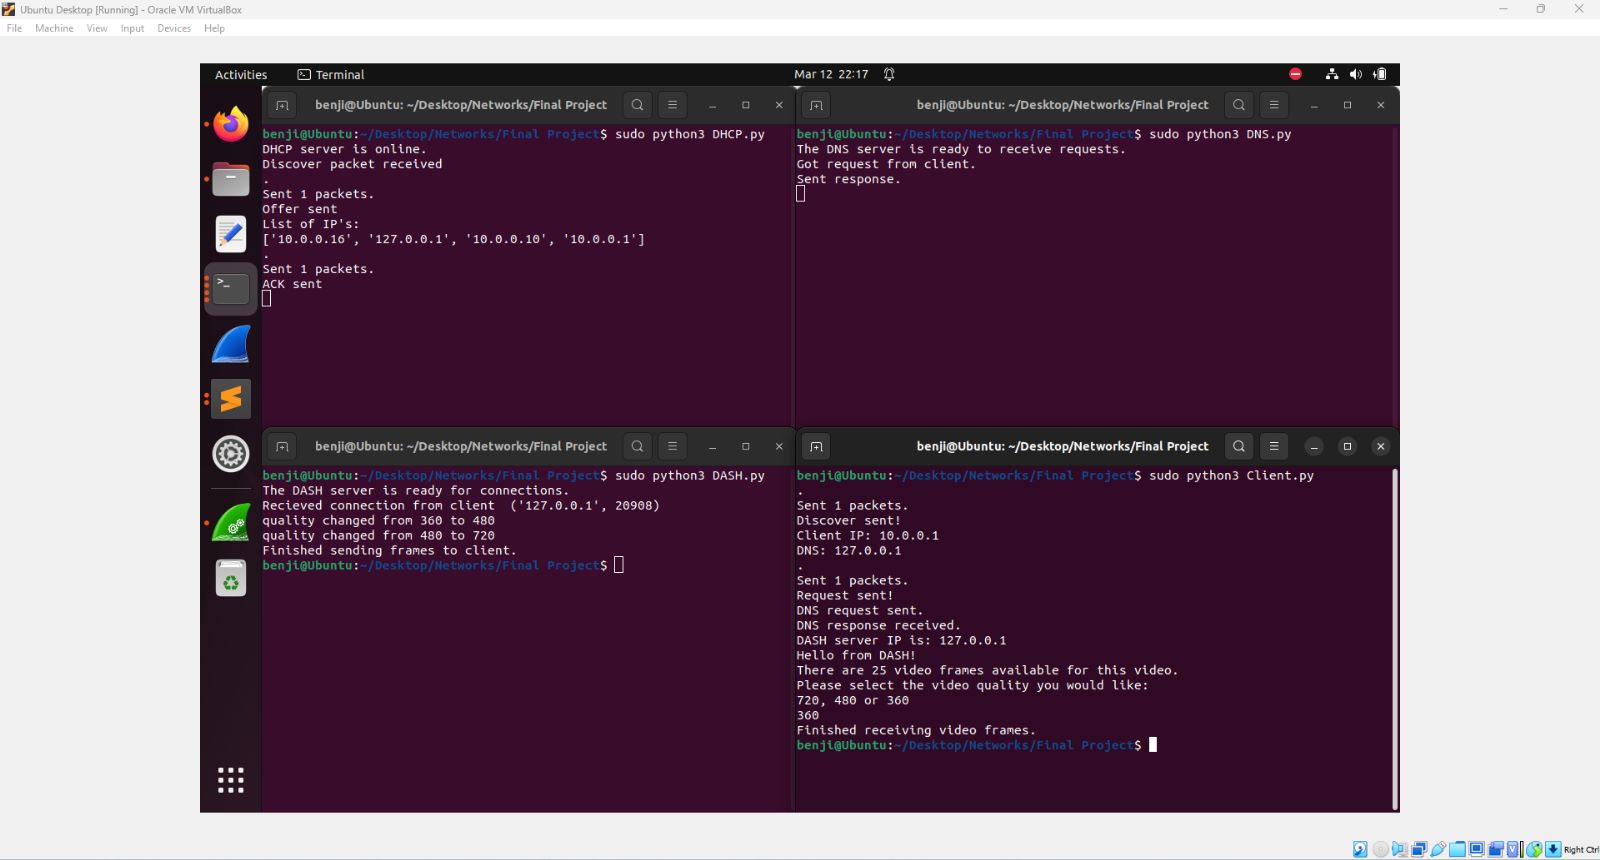 Ubuntu Desktop [Running] - Oracle VM VirtualBox
File Machine View Input Devices Help
Activities Terminal Mar 12 22:17
benji@Ubuntu: ~/Desktop/Networks/Final Project
benji@Ubuntu:~/Desktop/Networks/Final Project$ sudo python3 DHCP.py
DHCP server is online.
Discover packet received
.
Sent 1 packets.
Offer sent
List of IP's:
['10.0.0.16', '127.0.0.1', '10.0.0.10', '10.0.0.1']
.
Sent 1 packets.
ACK sent
benji@Ubuntu: ~/Desktop/Networks/Final Project
benji@Ubuntu:~/Desktop/Networks/Final Project$ sudo python3 DNS.py
The DNS server is ready to receive requests.
Got request from client.
Sent response.
benji@Ubuntu: ~/Desktop/Networks/Final Project
benji@Ubuntu:~/Desktop/Networks/Final Project$ sudo python3 DASH.py
The DASH server is ready for connections.
Recieved connection from client  ('127.0.0.1', 20908)
quality changed from 360 to 480
quality changed from 480 to 720
Finished sending frames to client.
benji@Ubuntu:~/Desktop/Networks/Final Project$
benji@Ubuntu: ~/Desktop/Networks/Final Project
benji@Ubuntu:~/Desktop/Networks/Final Project$ sudo python3 Client.py
.
Sent 1 packets.
Discover sent!
Client IP: 10.0.0.1
DNS: 127.0.0.1
.
Sent 1 packets.
Request sent!
DNS request sent.
DNS response received.
DASH server IP is: 127.0.0.1
Hello from DASH!
There are 25 video frames available for this video.
Please select the video quality you would like:
720, 480 or 360
360
Finished receiving video frames.
benji@Ubuntu:~/Desktop/Networks/Final Project$
Right Ctrl